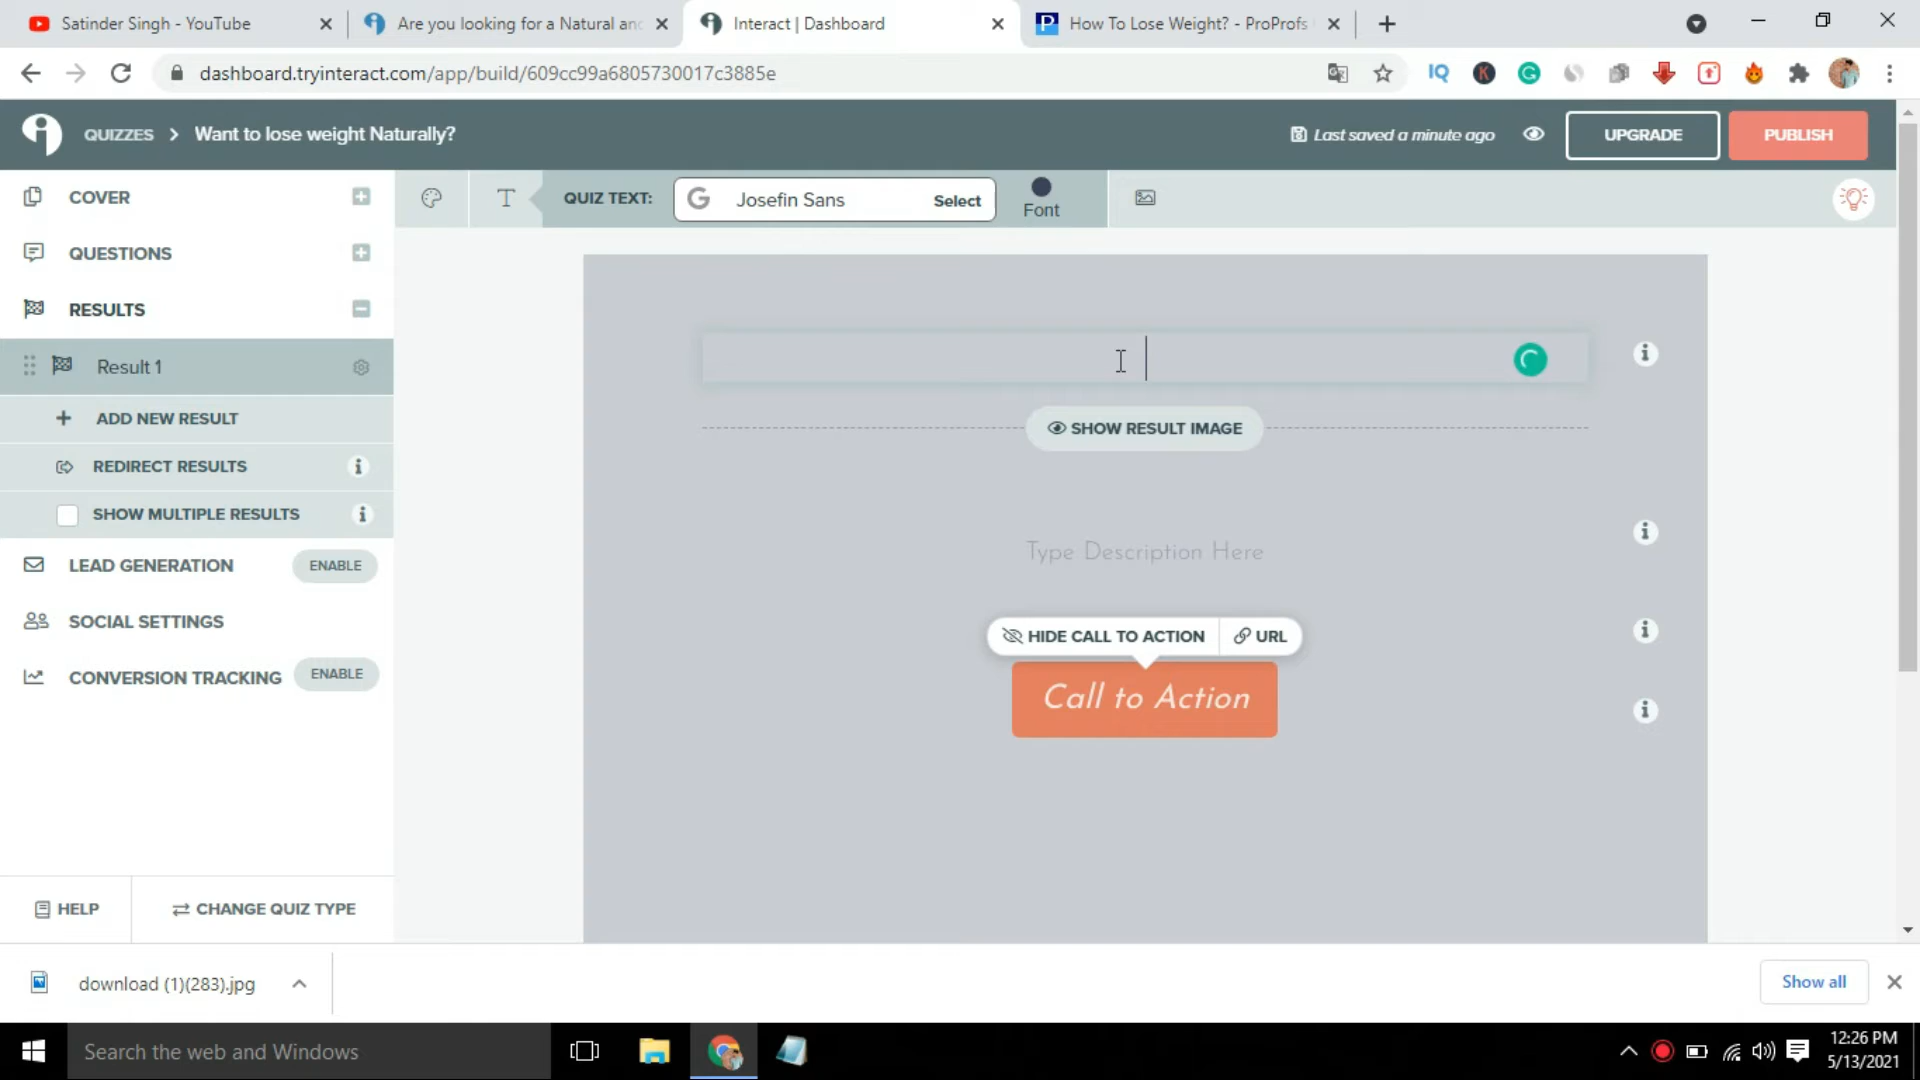 Satinder Singh - YouTube
Are you looking for a Natural an
Interact | Dashboard
How To Lose Weight? - ProProfs
dashboard.tryinteract.com/app/build/609cc99a6805730017c3885e
IQ
K
QUIZZES > Want to lose weight Naturally?
Last saved a minute ago
UPGRADE
PUBLISH
COVER
QUESTIONS
RESULTS
Result 1
ADD NEW RESULT
REDIRECT RESULTS
SHOW MULTIPLE RESULTS
LEAD GENERATION
ENABLE
SOCIAL SETTINGS
CONVERSION TRACKING
ENABLE
HELP
CHANGE QUIZ TYPE
T
QUIZ TEXT:
G
Josefin Sans
Select
Font
SHOW RESULT IMAGE
Type Description Here
HIDE CALL TO ACTION
URL
Call to Action
download (1)(283).jpg
Show all
Search the web and Windows
12:26 PM
5/13/2021